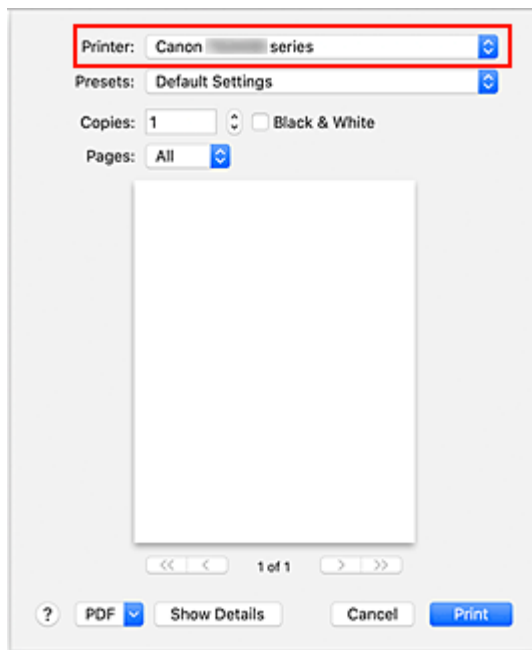 Printer: Canon series
Presets: Default Settings
Copies: 1 Black & White
Pages: All
<< < 1 of 1 > >>
? PDF Show Details Cancel Print